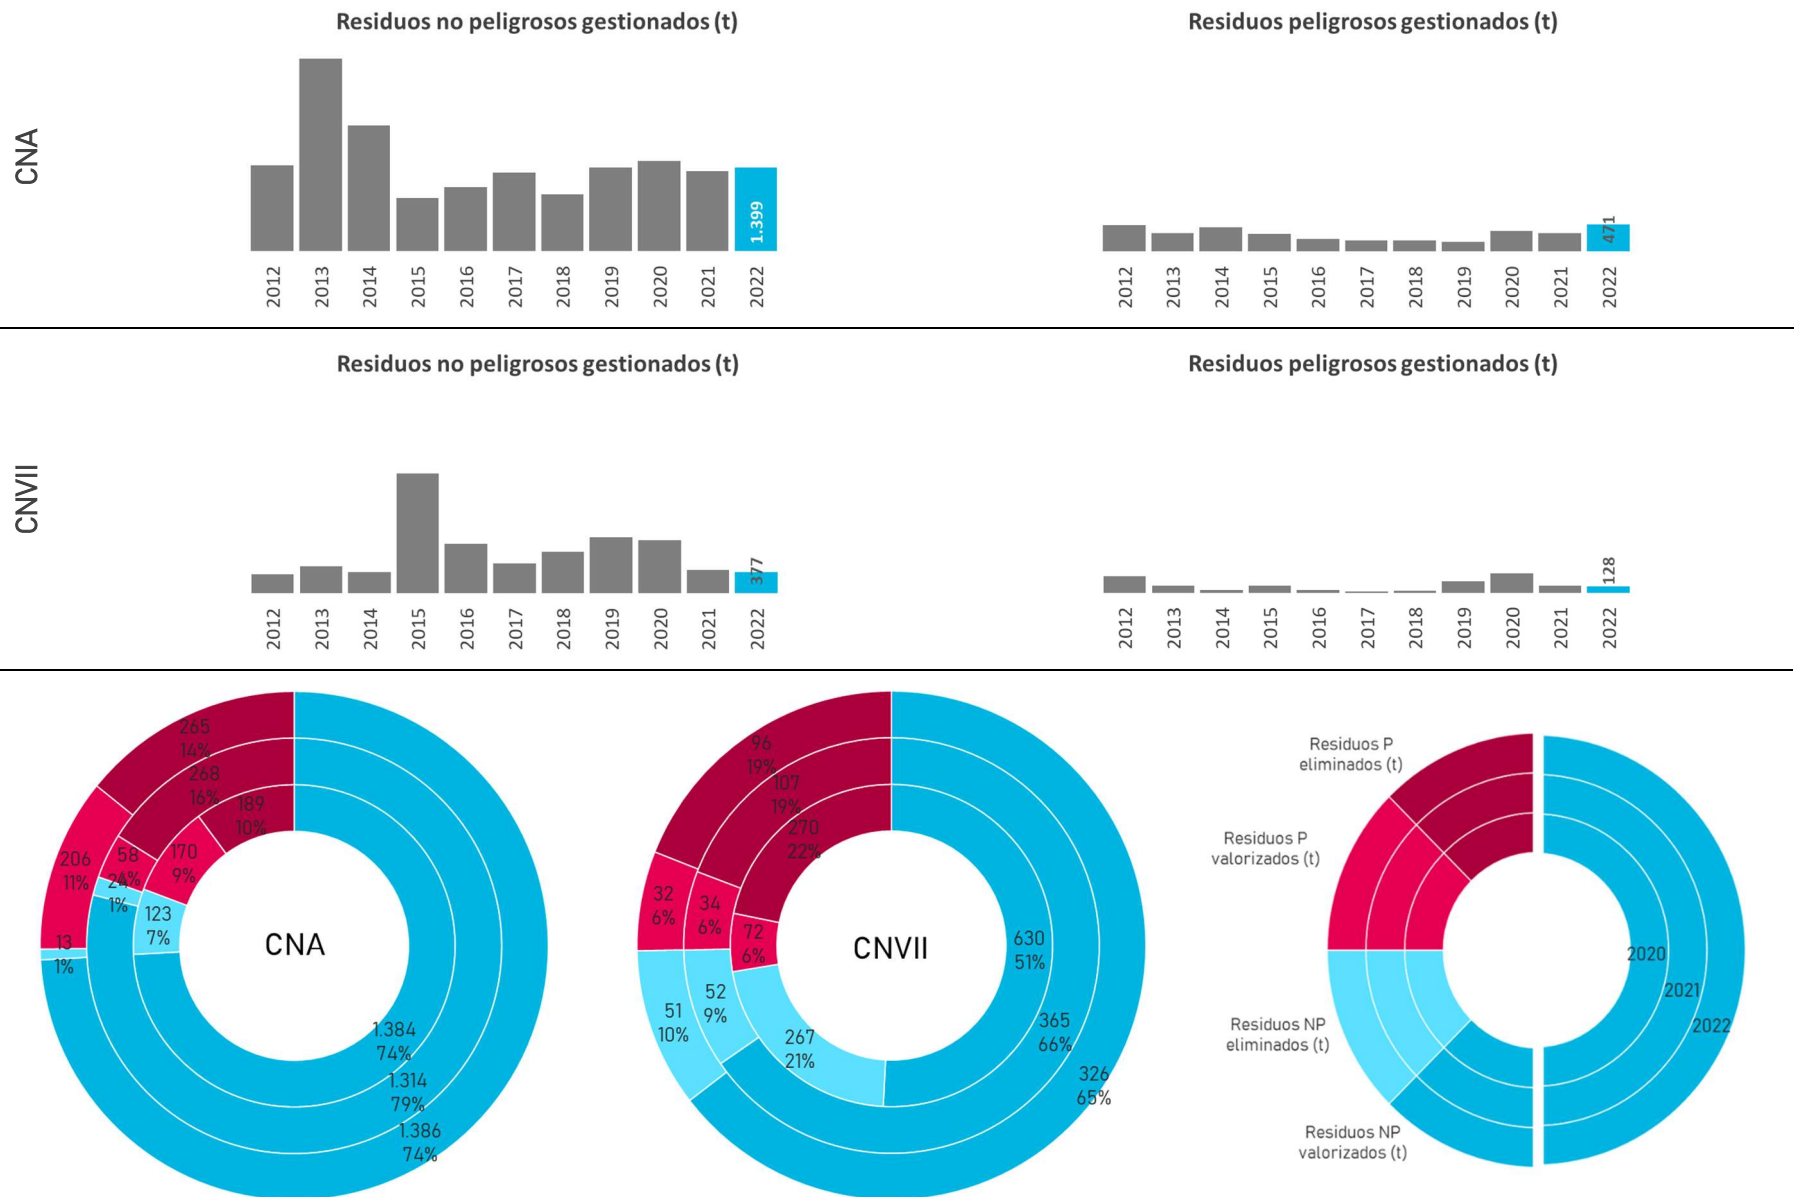 Residuos no peligrosos gestionados (t)
Residuos peligrosos gestionados (t)
CNA
1.399
471
2012 2013 2014 2015 2016 2017 2018 2019 2020 2021 2022
2012 2013 2014 2015 2016 2017 2018 2019 2020 2021 2022
Residuos no peligrosos gestionados (t)
Residuos peligrosos gestionados (t)
CNVII
377
128
2012 2013 2014 2015 2016 2017 2018 2019 2020 2021 2022
2012 2013 2014 2015 2016 2017 2018 2019 2020 2021 2022
265
14%
268
16%
189
10%
206
11%
58
4%
170
9%
24
1%
123
7%
13
1%
CNA
1.384
74%
1.314
79%
1.386
74%
96
19%
107
19%
270
22%
32
6%
34
6%
72
6%
51
10%
52
9%
267
21%
CNVII
630
51%
365
66%
326
65%
Residuos P
eliminados (t)
Residuos P
valorizados (t)
Residuos NP
eliminados (t)
Residuos NP
valorizados (t)
2020
2021
2022